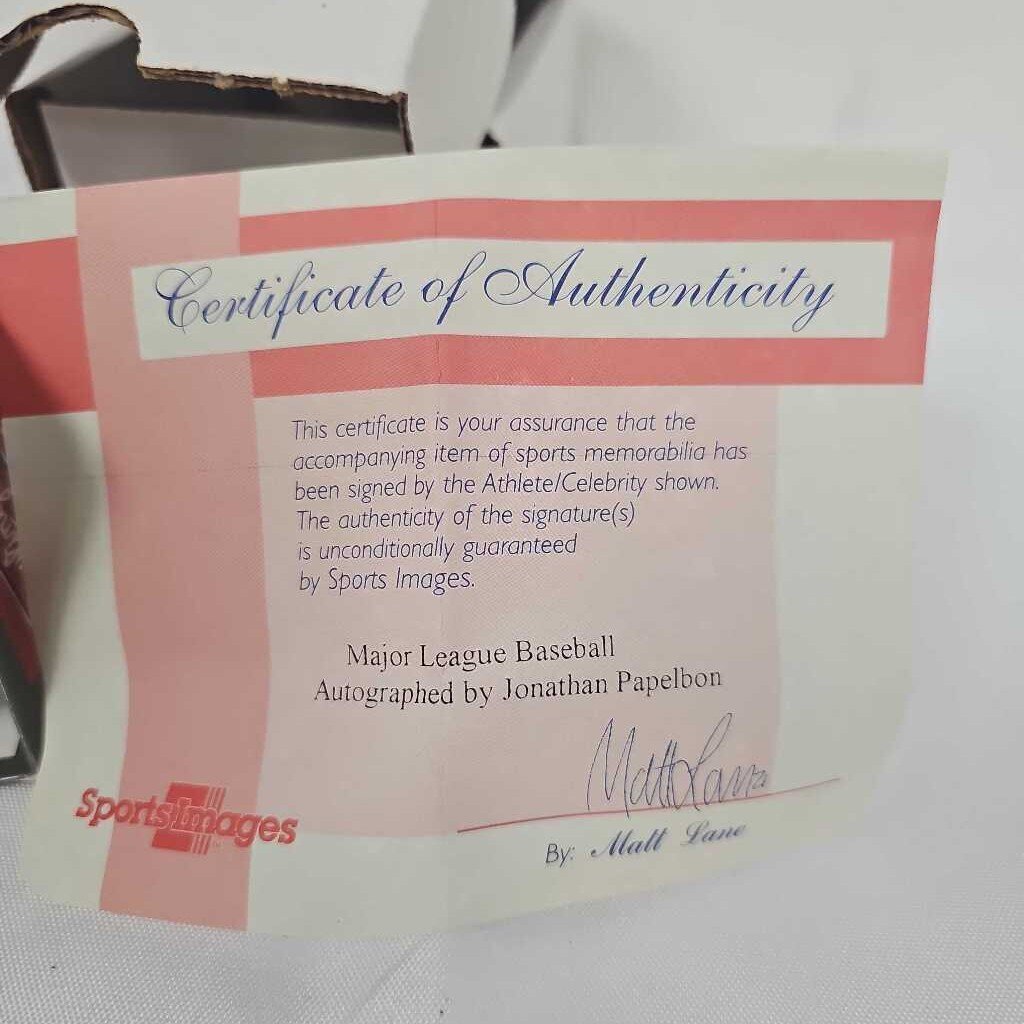 Certificate of Authenticity
This certificate is your assurance that the
accompanying item of sports memorabilia has
been signed by the Athlete/Celebrity shown.
The authenticity of the signature(s)
is unconditionally guaranteed
by Sports Images.
Major League Baseball
Autographed by Jonathan Papelbon
Matt Lane
SportsImages
By: Matt Lane